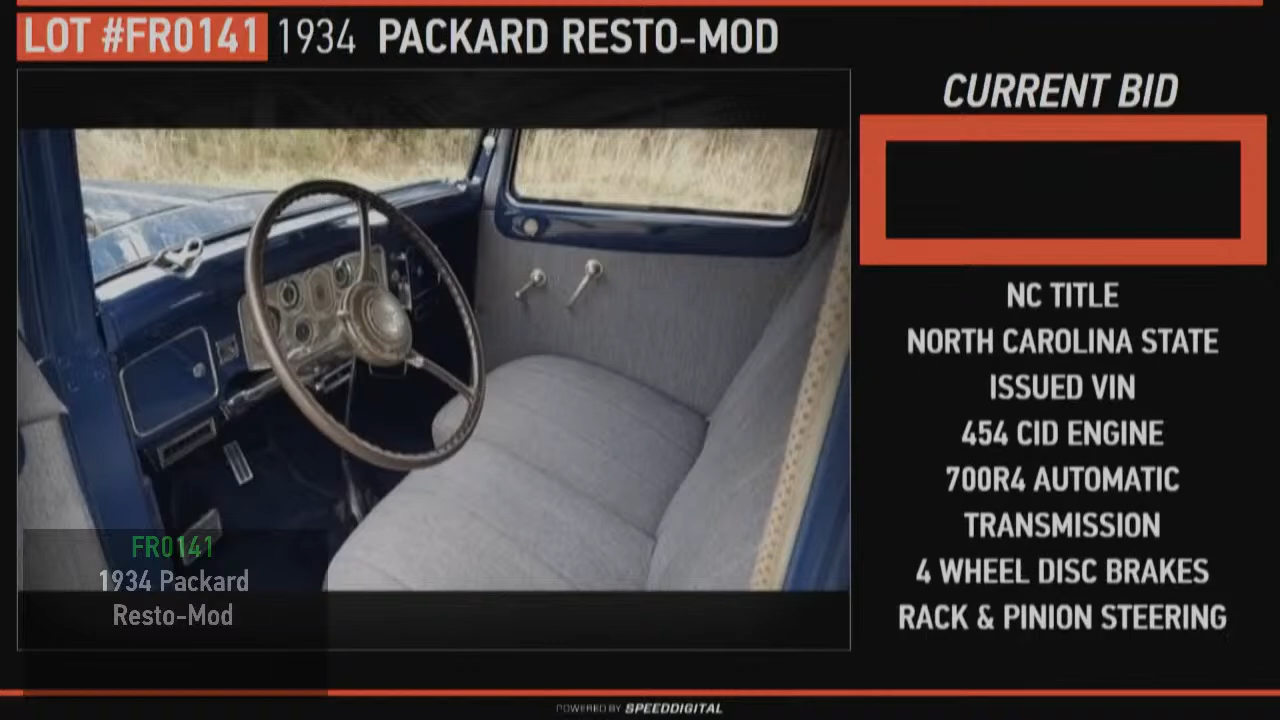 LOT #FR0141 1934 PACKARD RESTO-MOD
CURRENT BID
NC TITLE
NORTH CAROLINA STATE
ISSUED VIN
454 CID ENGINE
700R4 AUTOMATIC
TRANSMISSION
4 WHEEL DISC BRAKES
RACK & PINION STEERING
FR0141
1934 Packard
Resto-Mod
POWERED BY SPEEDDIGITAL